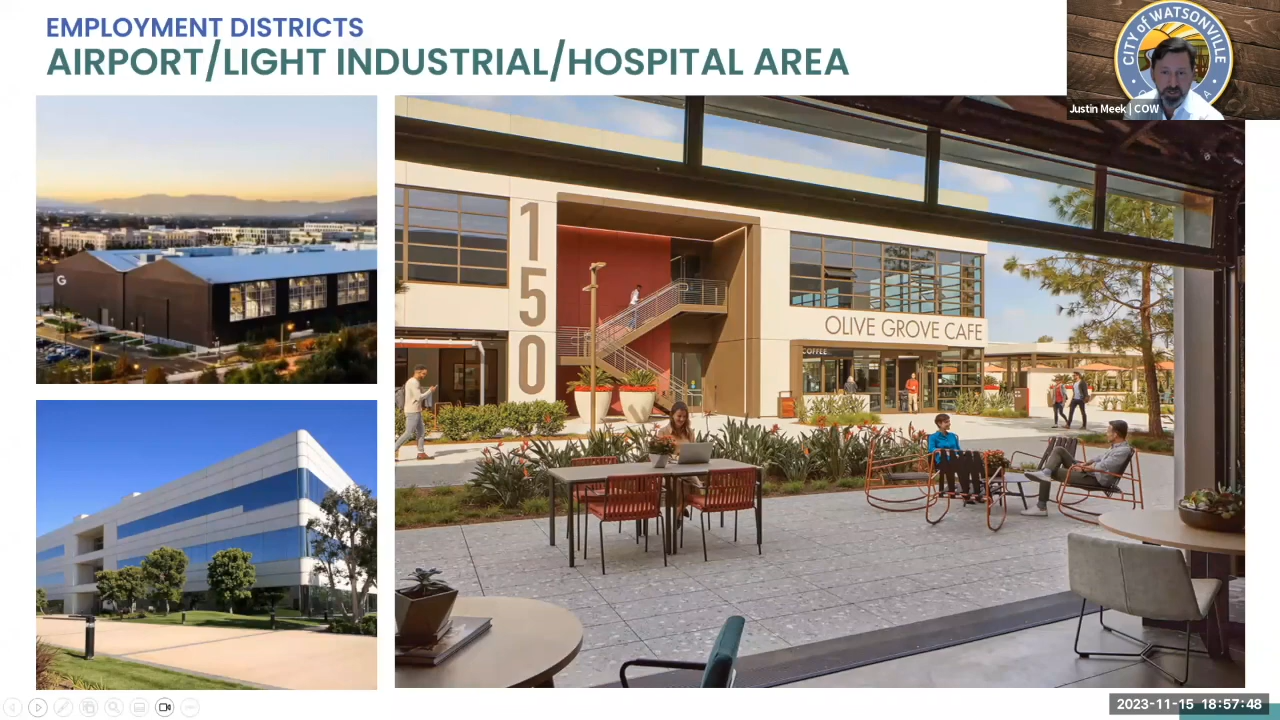 EMPLOYMENT DISTRICTS
AIRPORT/LIGHT INDUSTRIAL/HOSPITAL AREA
CITY of WATSONVILLE
Justin Meek | COW
G
150
OLIVE GROVE CAFE
COFFEE
2023-11-15 18:57:48